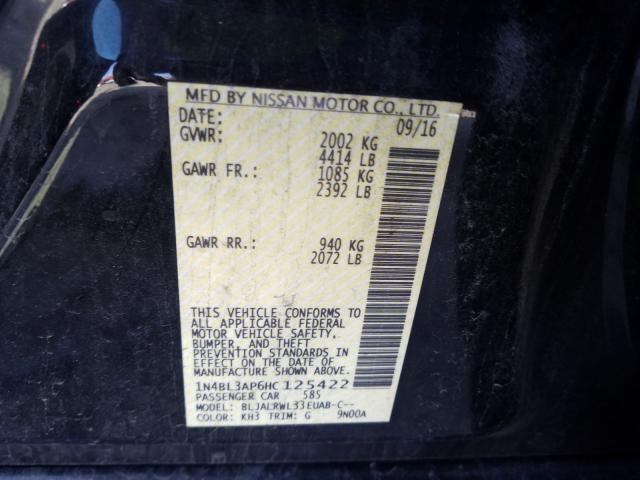 MFD BY NISSAN MOTOR CO., LTD.
DATE: 09/16
GVWR: 2002 KG
4414 LB
GAWR FR.: 1085 KG
2392 LB
GAWR RR.: 940 KG
2072 LB
THIS VEHICLE CONFORMS TO
ALL APPLICABLE FEDERAL
MOTOR VEHICLE SAFETY,
BUMPER, AND THEFT
PREVENTION STANDARDS IN
EFFECT ON THE DATE OF
MANUFACTURE SHOWN ABOVE.
1N4BL3AP6HC125422
PASSENGER CAR 585
MODEL: BLJALRWL33EUAB-C--
COLOR: KH3 TRIM: G 9N00A